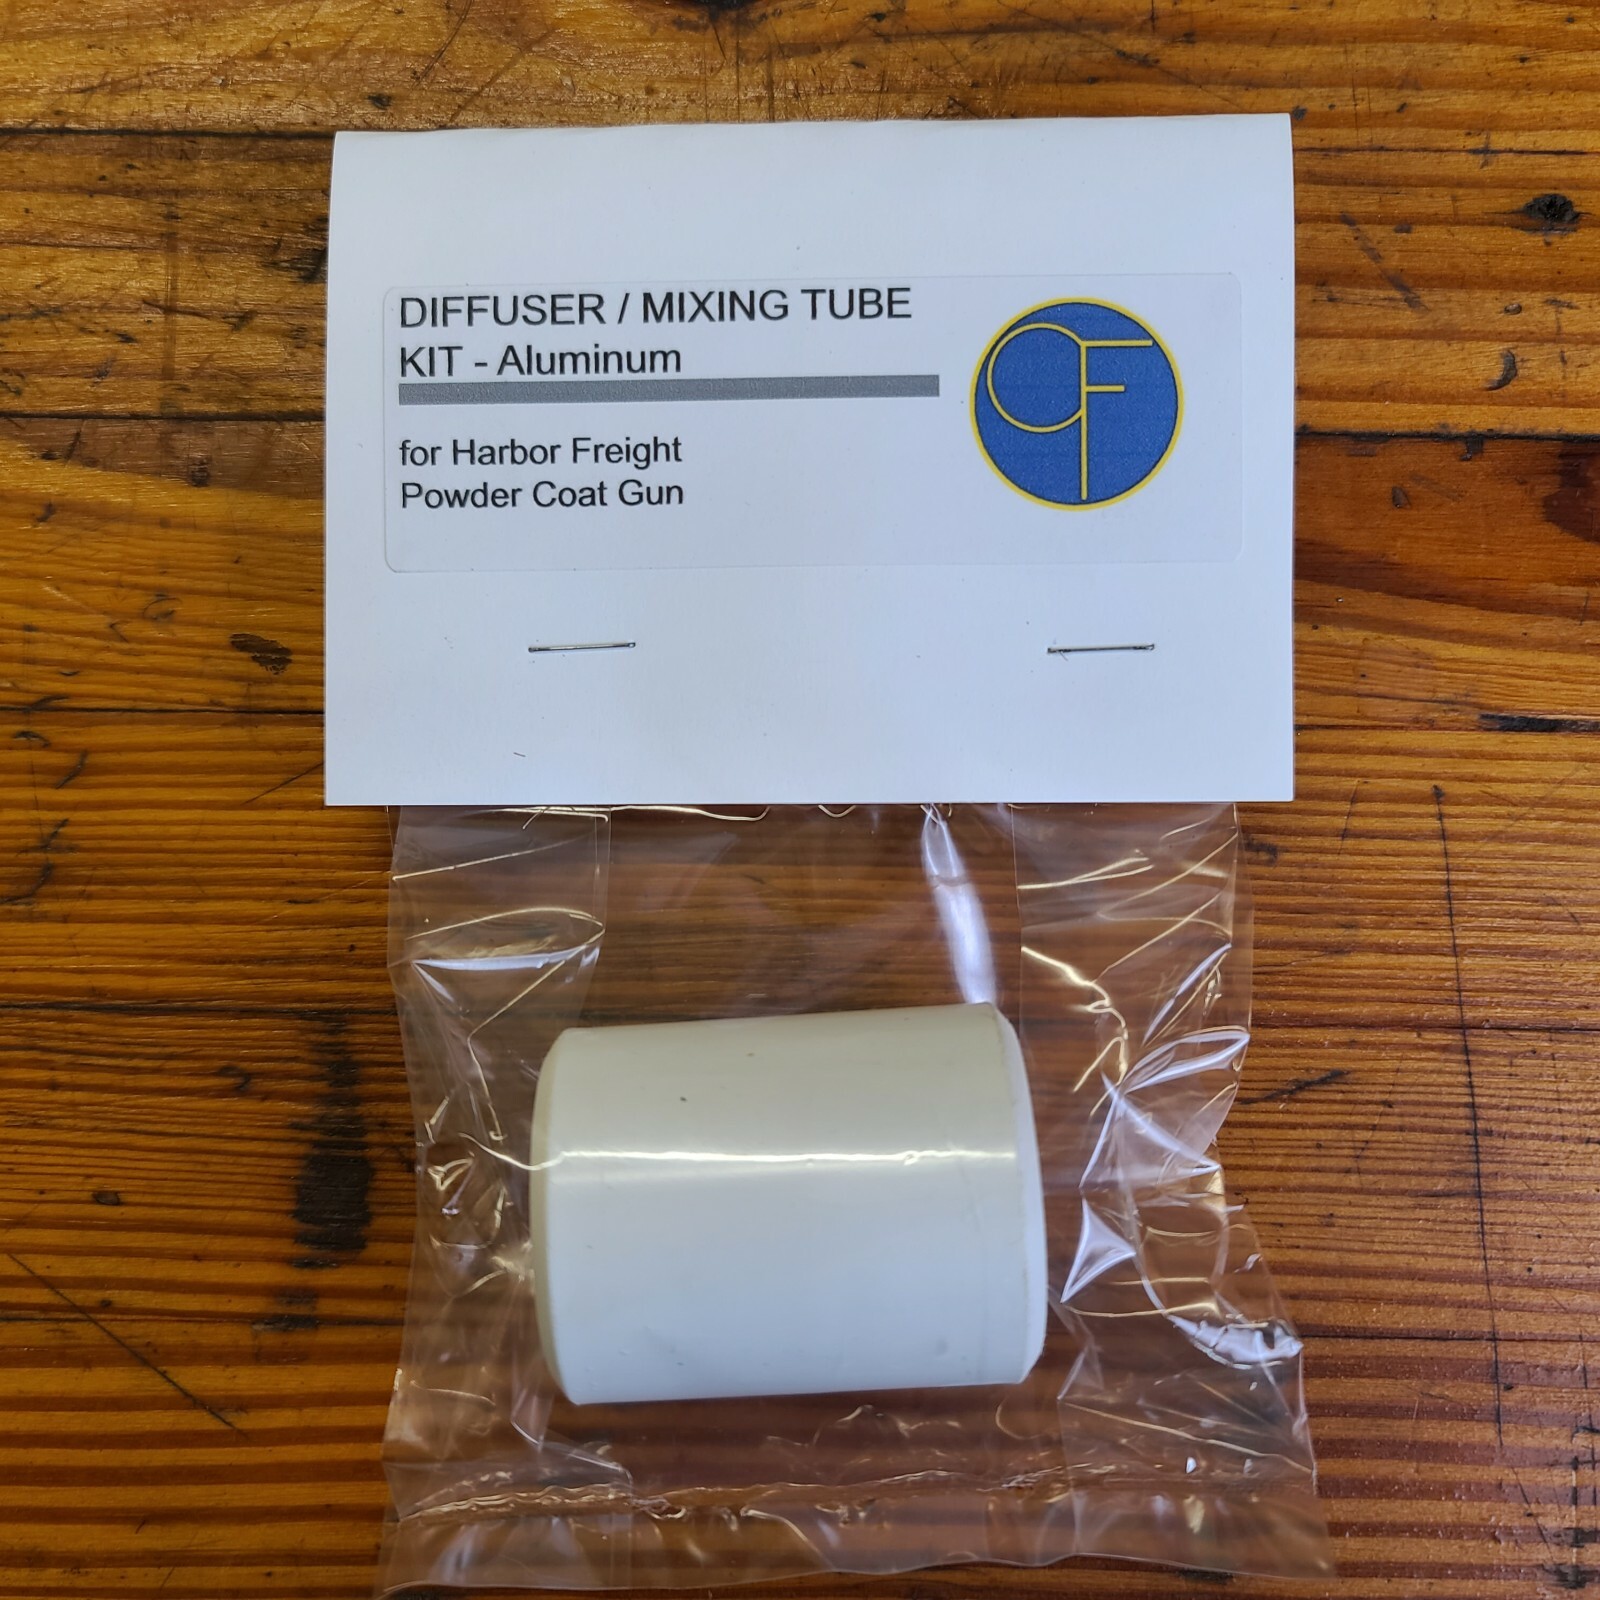 DIFFUSER / MIXING TUBE
KIT - Aluminum
for Harbor Freight
Powder Coat Gun